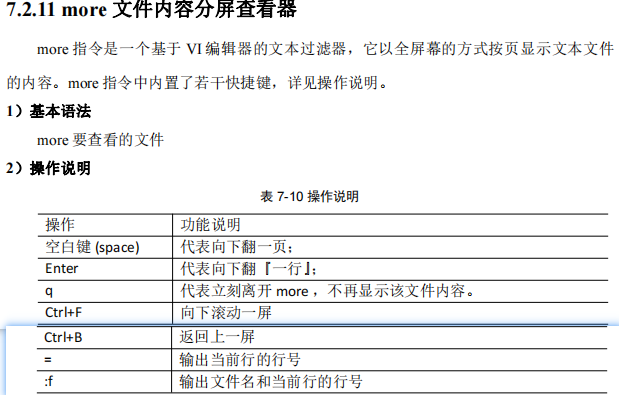 7.2.11 more 文件内容分屏查看器
more 指令是一个基于 VI 编辑器的文本过滤器，它以全屏幕的方式按页显示文本文件
的内容。more 指令中内置了若干快捷键，详见操作说明。
1）基本语法
more 要查看的文件
2）操作说明
表 7-10 操作说明
操作 功能说明
空白键 (space) 代表向下翻一页；
Enter 代表向下翻『一行』；
q 代表立刻离开 more ，不再显示该文件内容。
Ctrl+F 向下滚动一屏
Ctrl+B 返回上一屏
= 输出当前行的行号
:f 输出文件名和当前行的行号